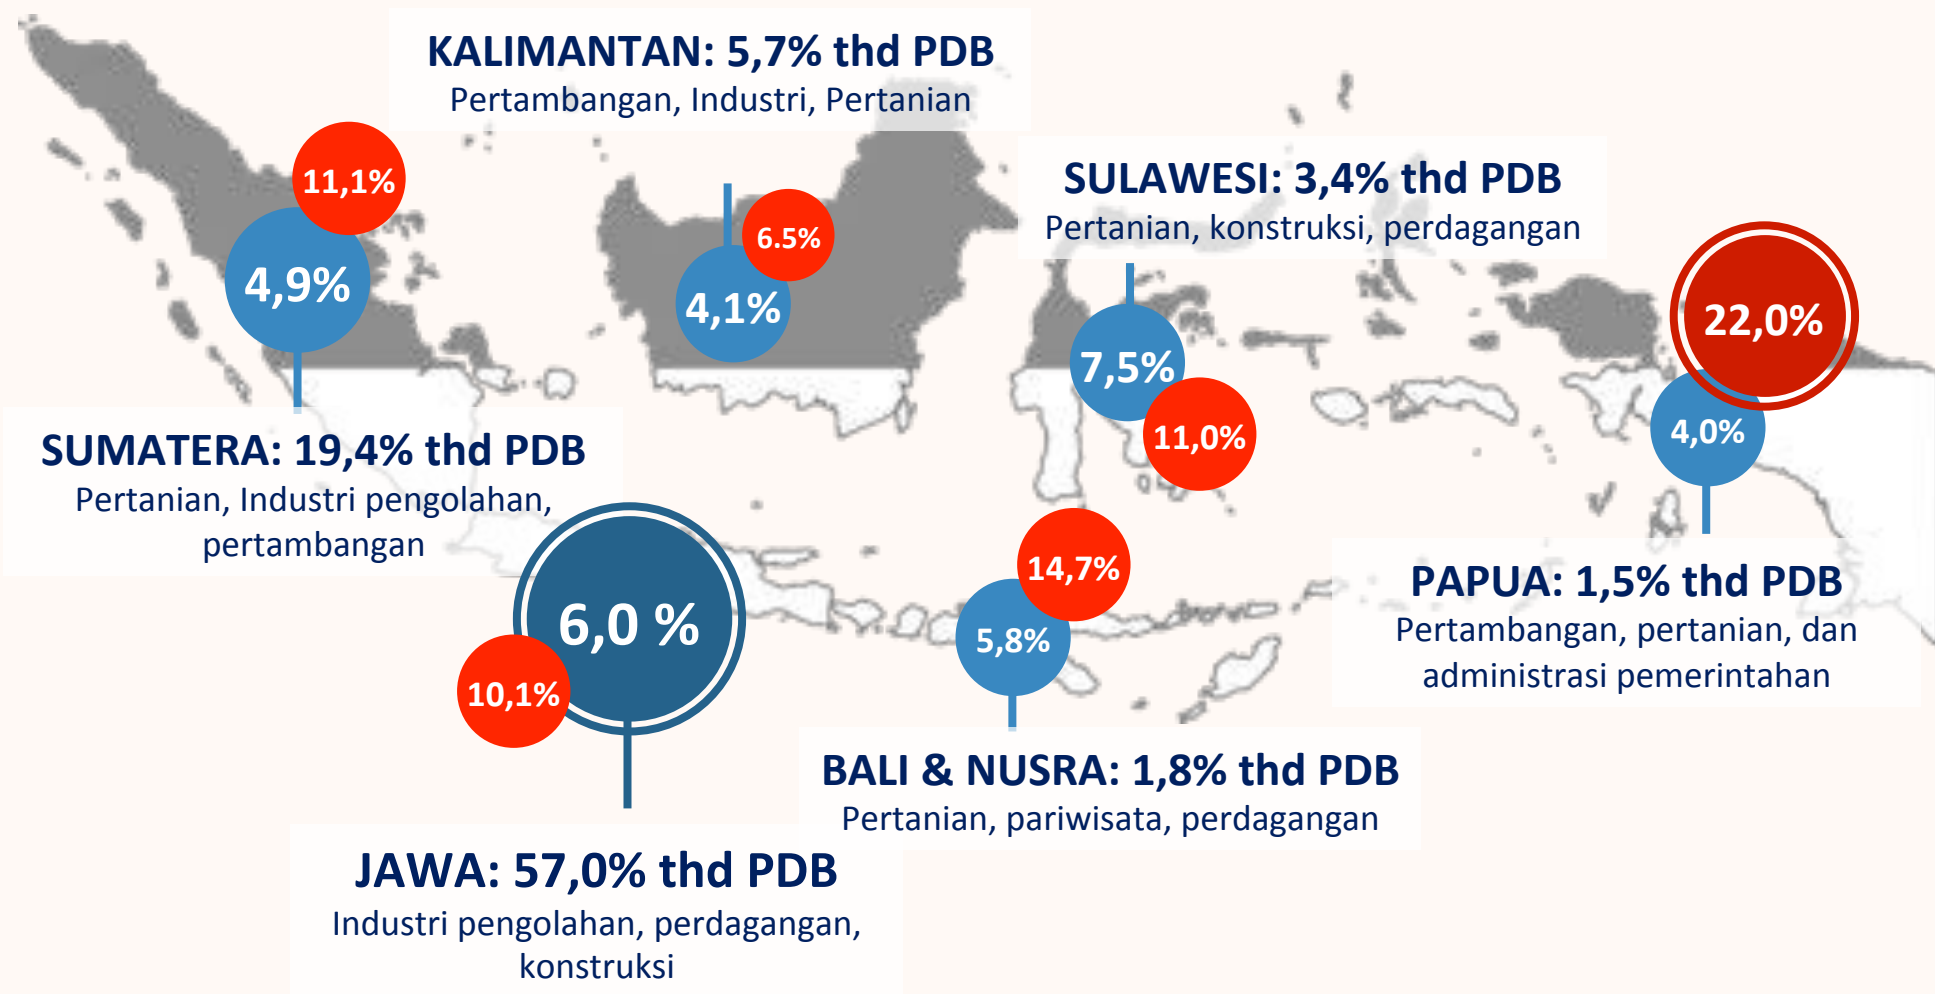 KALIMANTAN: 5,7% thd PDB
Pertambangan, Industri, Pertanian
6.5%
4,1%
11,1%
4,9%
SUMATERA: 19,4% thd PDB
Pertanian, Industri pengolahan,
pertambangan
SULAWESI: 3,4% thd PDB
Pertanian, konstruksi, perdagangan
7,5%
11,0%
22,0%
4,0%
PAPUA: 1,5% thd PDB
Pertambangan, pertanian, dan
administrasi pemerintahan
6,0 %
10,1%
JAWA: 57,0% thd PDB
Industri pengolahan, perdagangan,
konstruksi
14,7%
5,8%
BALI & NUSRA: 1,8% thd PDB
Pertanian, pariwisata, perdagangan